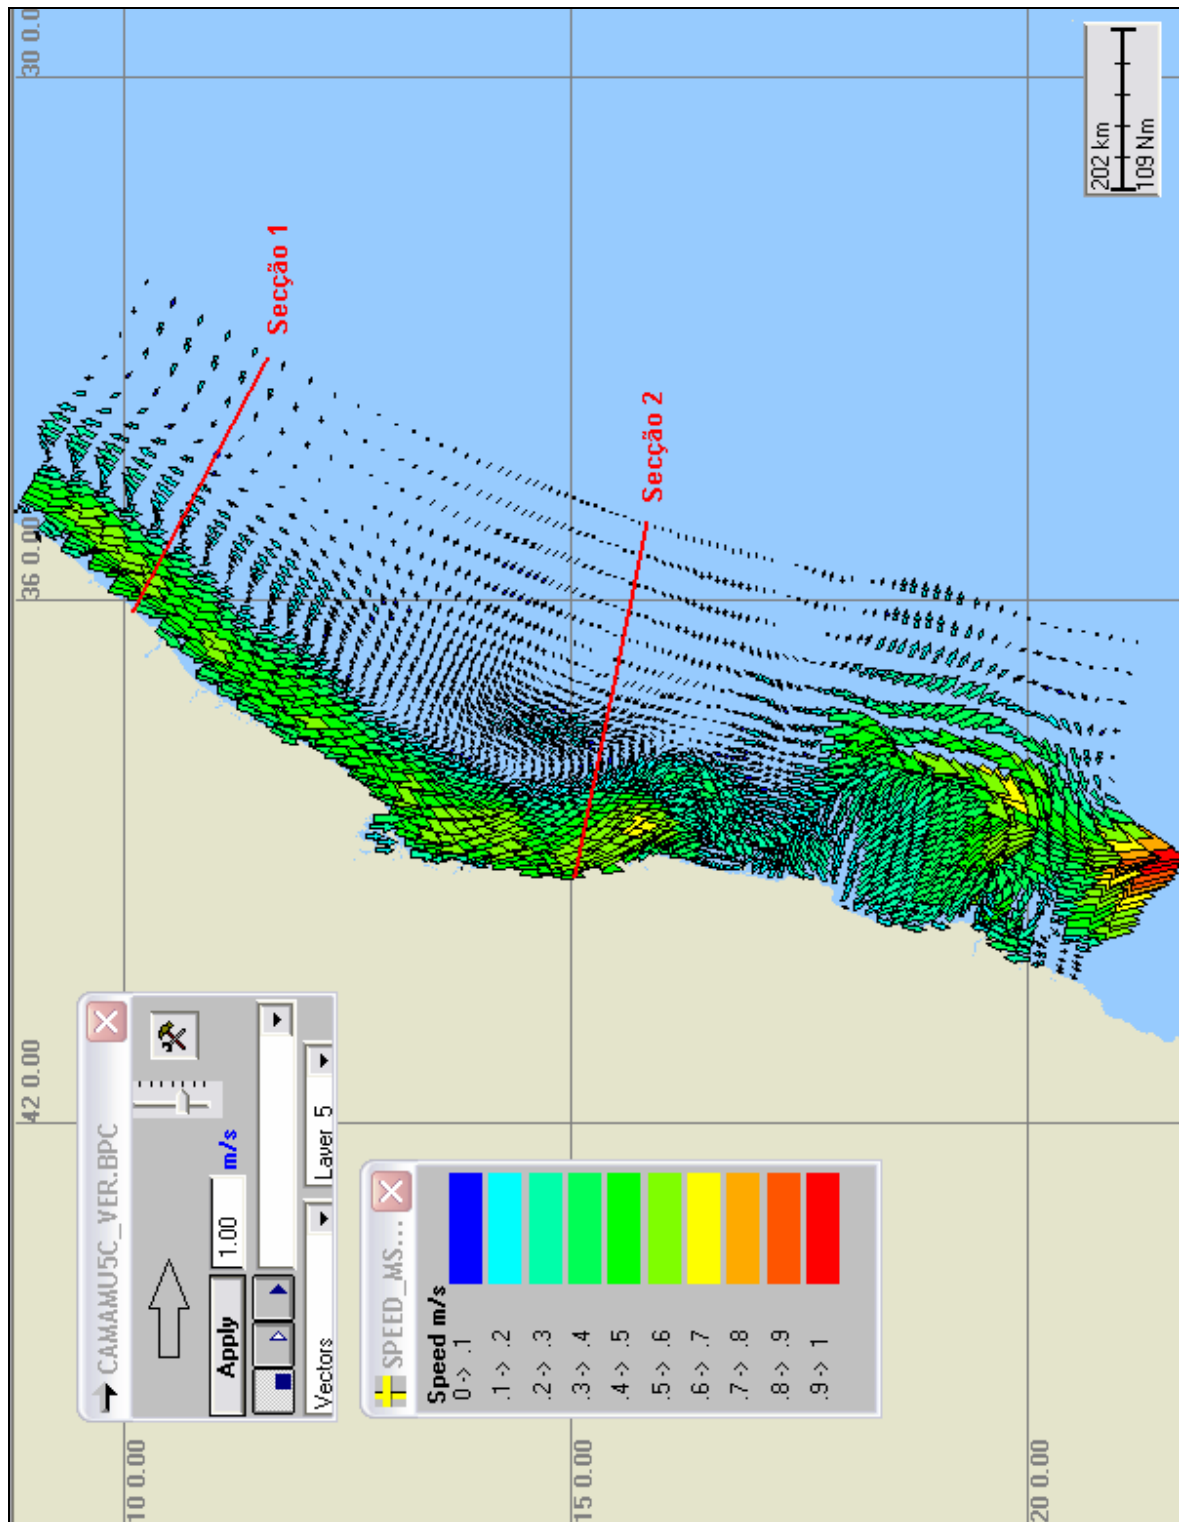 CAMAMU5C_VER.BPC
1.00 m/s
Apply
Vectors
Layer 5
SPEED_MS...
Speed m/s
0 -> .1
.1 -> .2
.2 -> .3
.3 -> .4
.4 -> .5
.5 -> .6
.6 -> .7
.7 -> .8
.8 -> .9
.9 -> 1
10 0.00
15 0.00
20 0.00
42 0.00
36 0.00
30 0.0
Secção 1
Secção 2
202 km
109 Nm